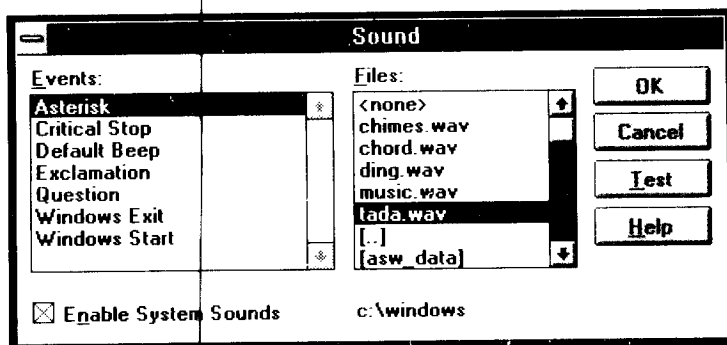 Sound
Events:
Asterisk
Critical Stop
Default Beep
Exclamation
Question
Windows Exit
Windows Start
Files:
<none>
chimes.wav
chord.wav
ding.wav
music.wav
tada.wav
[..]
[asw_data]
OK
Cancel
Test
Help
Enable System Sounds
c:\windows